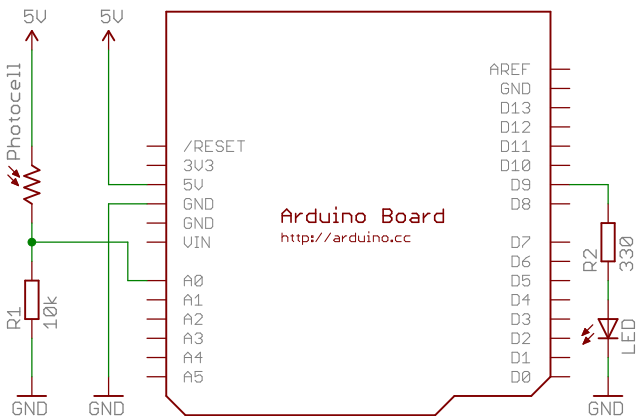 5V
5V
Photocell
R1
10k
GND
GND
/RESET
3V3
5V
GND
GND
VIN
A0
A1
A2
A3
A4
A5
Arduino Board
http://arduino.cc
AREF
GND
D13
D12
D11
D10
D9
D8
D7
D6
D5
D4
D3
D2
D1
D0
R2
330
LED
GND